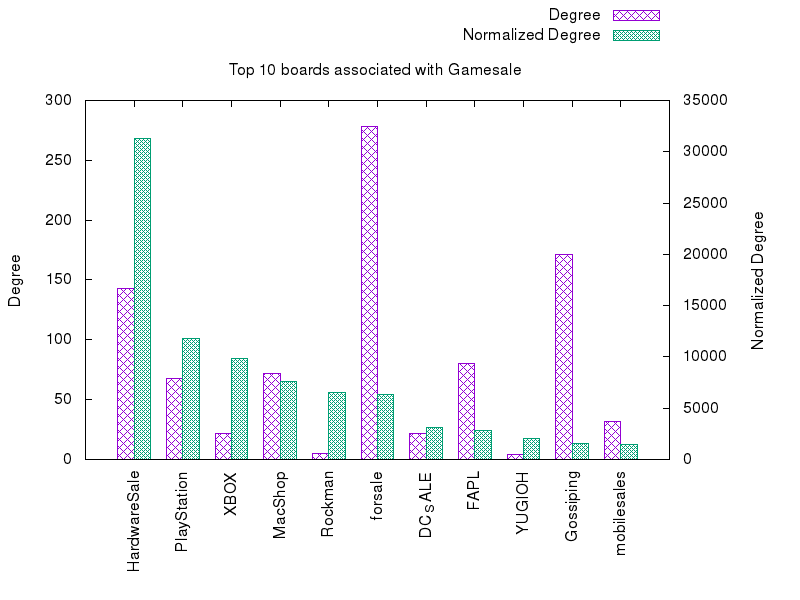 Degree
Normalized Degree
Top 10 boards associated with Gamesale
300
250
200
150
100
50
0
35000
30000
25000
20000
15000
10000
5000
0
Degree
Normalized Degree
HardwareSale
PlayStation
XBOX
MacShop
Rockman
forsale
DCSALE
FAPL
YUGIOH
Gossiping
mobilesales